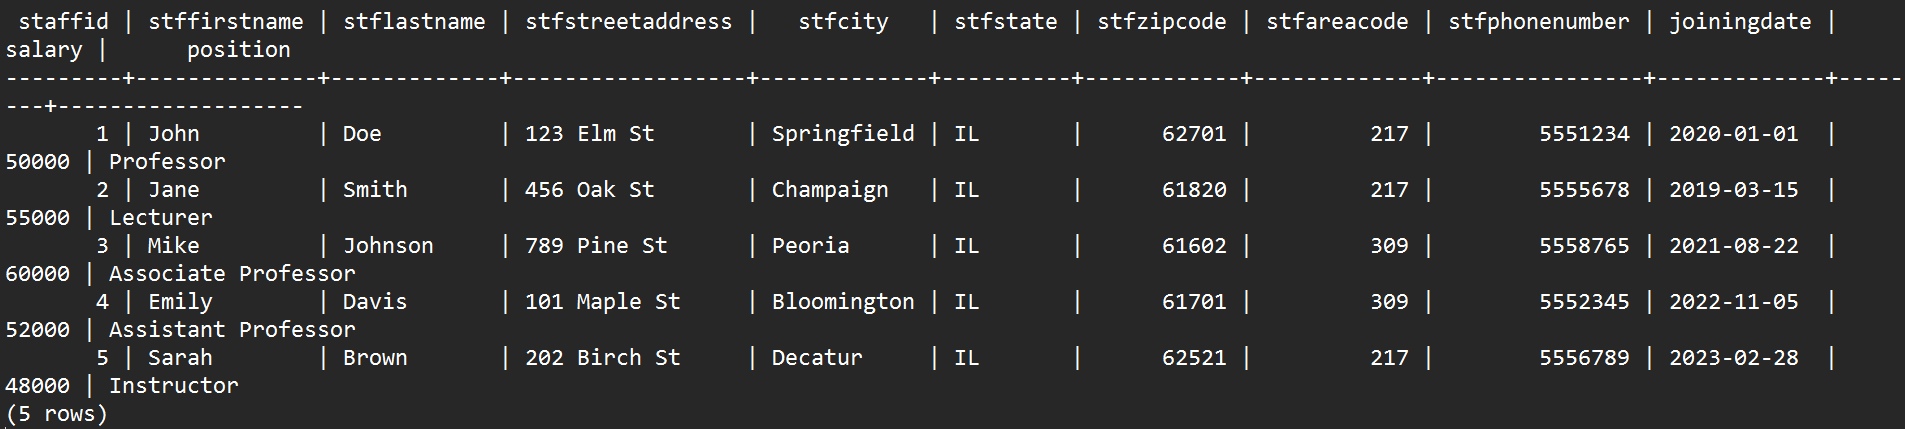 staffid | stffirstname | stflastname | stfstreetaddress |   stfcity   | stfstate | stfzipcode | stfareacode | stfphonenumber | joiningdate |
salary |      position
---------+--------------+-------------+------------------+-------------+----------+------------+-------------+----------------+-------------+-----
---+-------------------
       1 | John         | Doe         | 123 Elm St       | Springfield | IL       |      62701 |         217 |        5551234 | 2020-01-01  |
50000 | Professor
       2 | Jane         | Smith       | 456 Oak St       | Champaign   | IL       |      61820 |         217 |        5555678 | 2019-03-15  |
55000 | Lecturer
       3 | Mike         | Johnson     | 789 Pine St      | Peoria      | IL       |      61602 |         309 |        5558765 | 2021-08-22  |
60000 | Associate Professor
       4 | Emily        | Davis       | 101 Maple St     | Bloomington | IL       |      61701 |         309 |        5552345 | 2022-11-05  |
52000 | Assistant Professor
       5 | Sarah        | Brown       | 202 Birch St     | Decatur     | IL       |      62521 |         217 |        5556789 | 2023-02-28  |
48000 | Instructor
(5 rows)